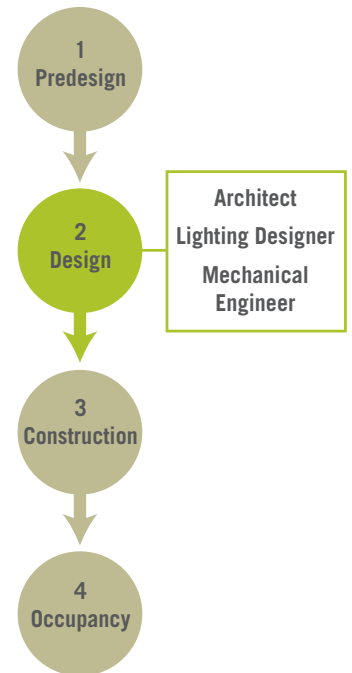 1
Predesign
2
Design
Architect
Lighting Designer
Mechanical
Engineer
3
Construction
4
Occupancy